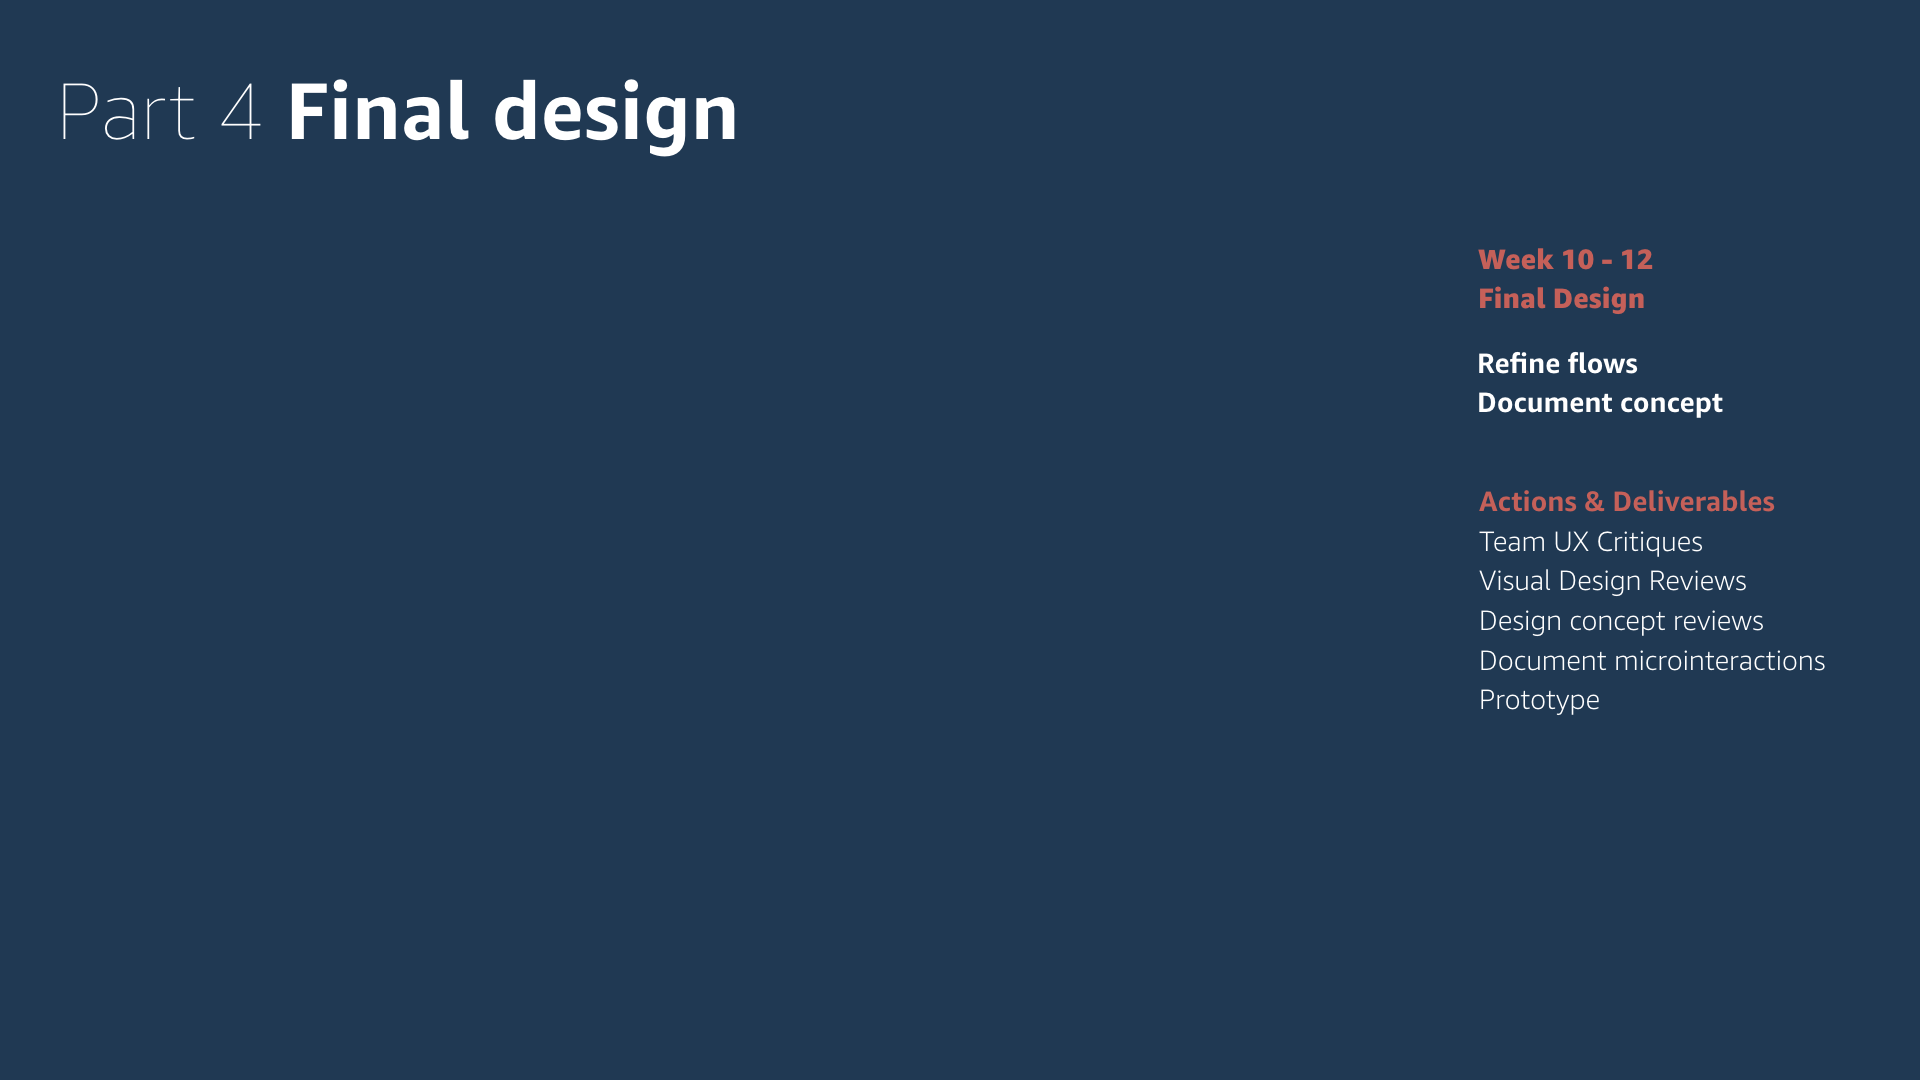 Part 4 Final design
Week 10 - 12
Final Design
Refine flows
Document concept
Actions & Deliverables
Team UX Critiques
Visual Design Reviews
Design concept reviews
Document microinteractions
Prototype